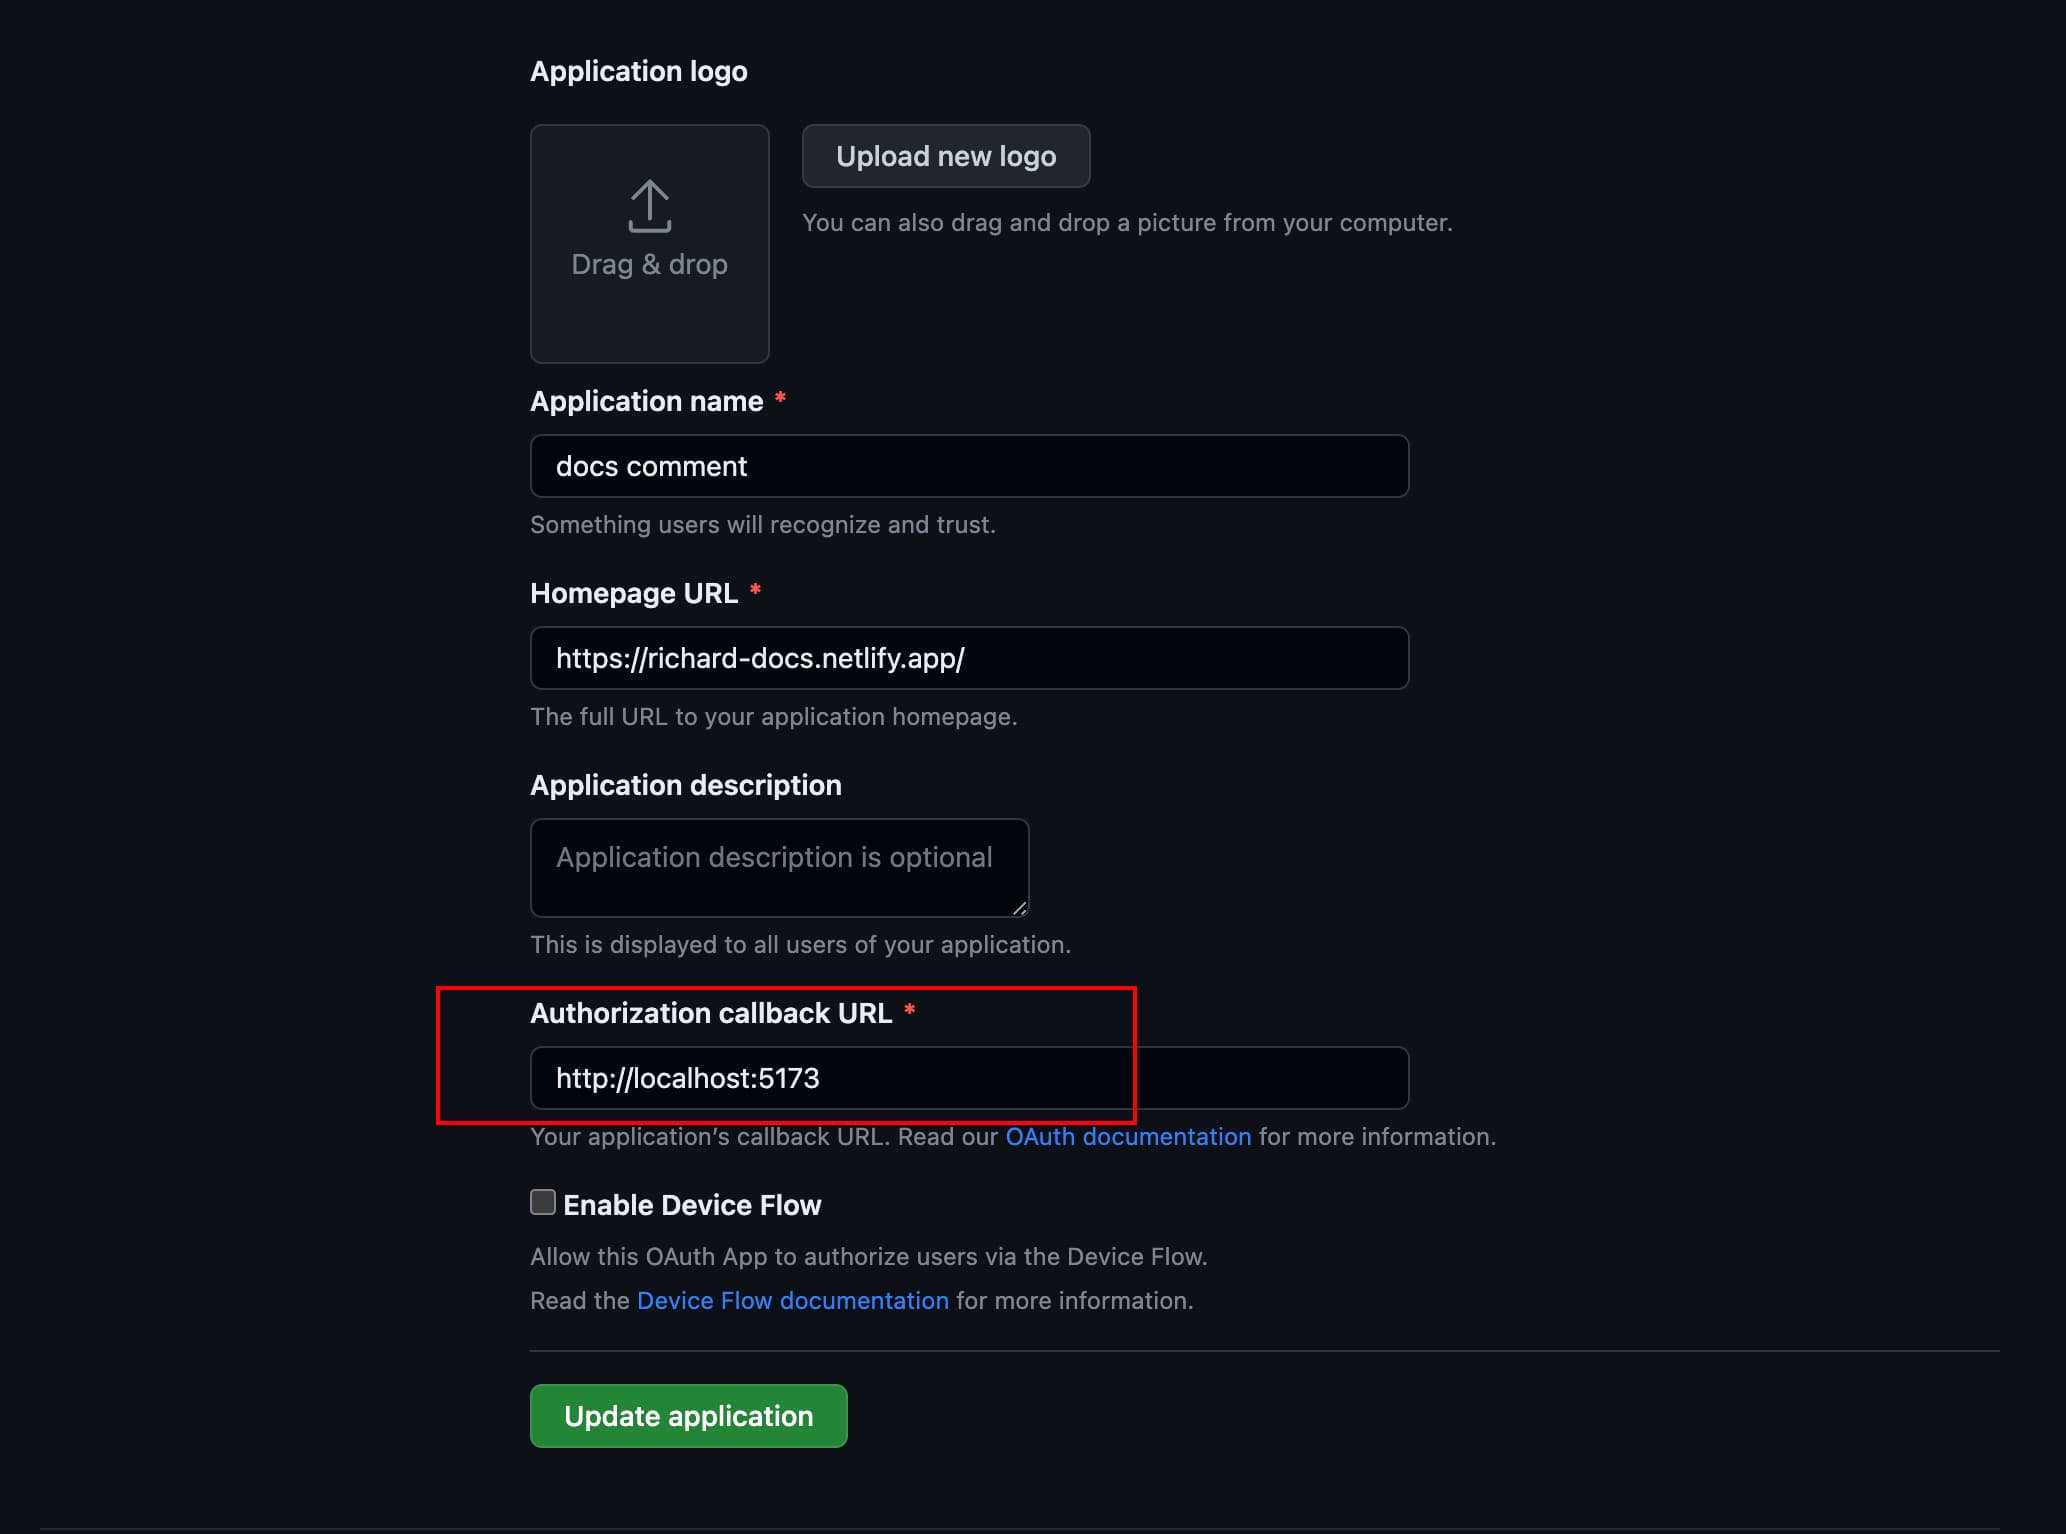 Application logo
Upload new logo
You can also drag and drop a picture from your computer.
Drag & drop
Application name *
docs comment
Something users will recognize and trust.
Homepage URL *
https://richard-docs.netlify.app/
The full URL to your application homepage.
Application description
Application description is optional
This is displayed to all users of your application.
Authorization callback URL *
http://localhost:5173
Your application’s callback URL. Read our OAuth documentation for more information.
Enable Device Flow
Allow this OAuth App to authorize users via the Device Flow.
Read the Device Flow documentation for more information.
Update application